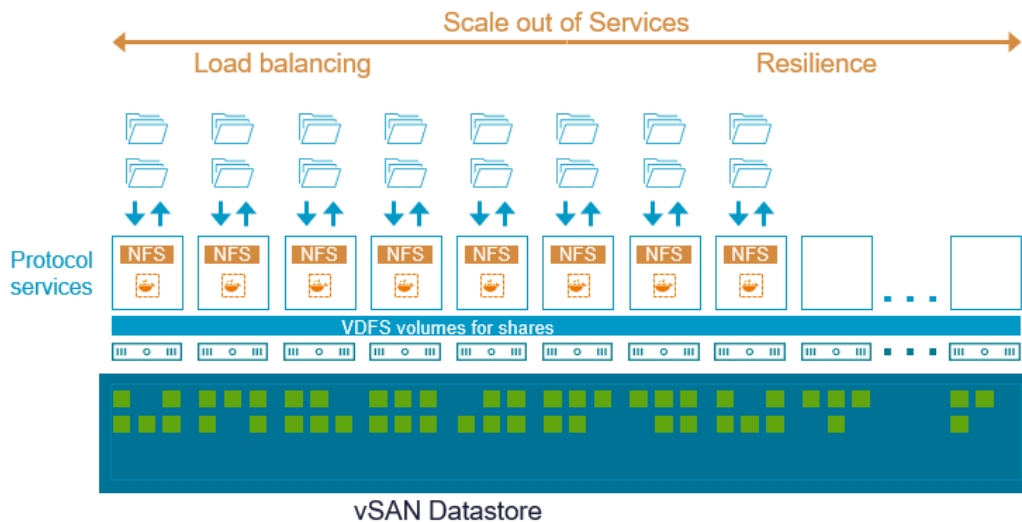 Scale out of Services
Load balancing
Resilience
NFS NFS NFS NFS NFS NFS NFS NFS
Protocol
services
VDFS volumes for shares
vSAN Datastore